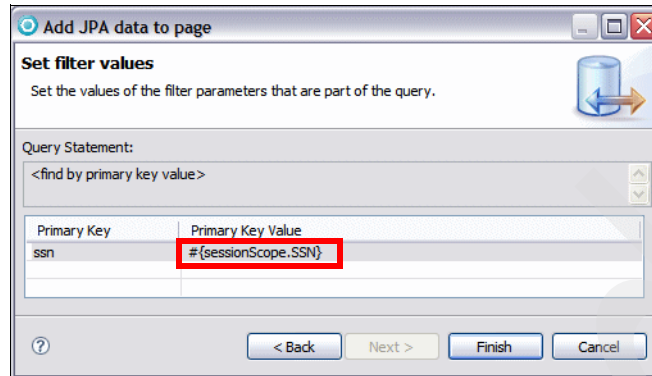 Add JPA data to page
Set filter values
Set the values of the filter parameters that are part of the query.
Query Statement:
<find by primary key value>
Primary Key Primary Key Value
ssn #{sessionScope.SSN}
? < Back Next > Finish Cancel